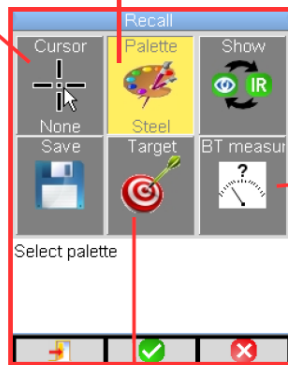 Recall
Cursor Palette Show
IR
None Steel
Save Target BT measur
?
Select palette